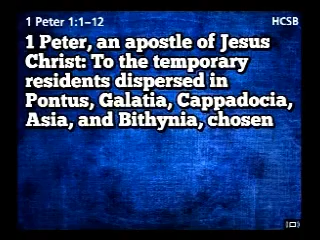 1 Peter 1:1–12 HCSB
1 Peter, an apostle of Jesus
Christ: To the temporary
residents dispersed in
Pontus, Galatia, Cappadocia,
Asia, and Bithynia, chosen